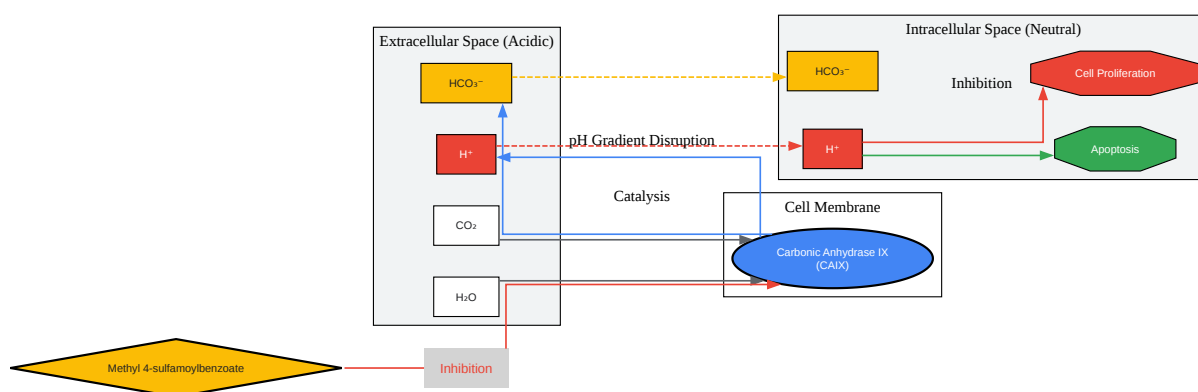 Extracellular Space (Acidic)
HCO₃⁻
H⁺
CO₂
H₂O
pH Gradient Disruption
Catalysis
Cell Membrane
Carbonic Anhydrase IX
(CAIX)
Intracellular Space (Neutral)
HCO₃⁻
H⁺
Inhibition
Cell Proliferation
Apoptosis
Methyl 4-sulfamoylbenzoate
Inhibition